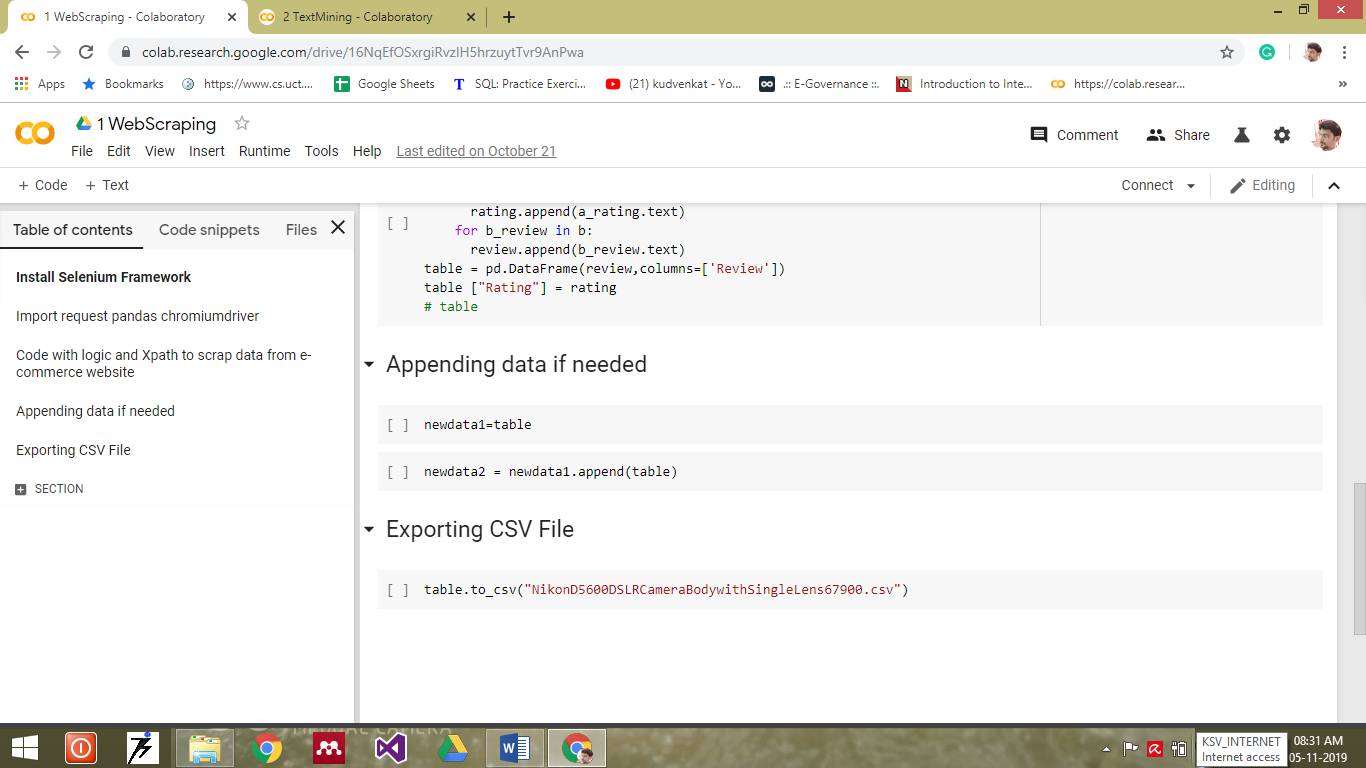 1 WebScraping - Colaboratory
2 TextMining - Colaboratory
colab.research.google.com/drive/16NqEfOSxrgiRvzIH5hrzuytTvr9AnPwa
Apps Bookmarks https://www.cs.uct.... Google Sheets T SQL: Practice Exerci... (21) kudvenkat - Yo... .:: E-Governance ::. N Introduction to Inte... https://colab.resear... »
1 WebScraping
File Edit View Insert Runtime Tools Help Last edited on October 21
Comment Share
+ Code + Text
Connect Editing
Table of contents Code snippets Files
Install Selenium Framework
Import request pandas chromiumdriver
Code with logic and Xpath to scrap data from e-
commerce website
Appending data if needed
Exporting CSV File
SECTION
rating.append(a_rating.text)
[ ] for b_review in b:
review.append(b_review.text)
table = pd.DataFrame(review,columns=['Review'])
table ["Rating"] = rating
# table
Appending data if needed
[ ] newdata1=table
[ ] newdata2 = newdata1.append(table)
Exporting CSV File
[ ] table.to_csv("NikonD5600DSLRCameraBodywithSingleLens67900.csv")
KSV_INTERNET
Internet access
08:31 AM
05-11-2019